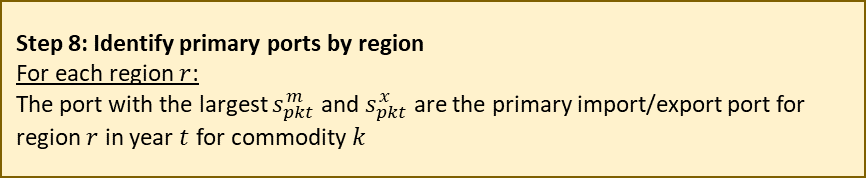 Step 8: Identify primary ports by region
For each region r:
The port with the largest s^m_pkt and s^x_pkt are the primary import/export port for
region r in year t for commodity k